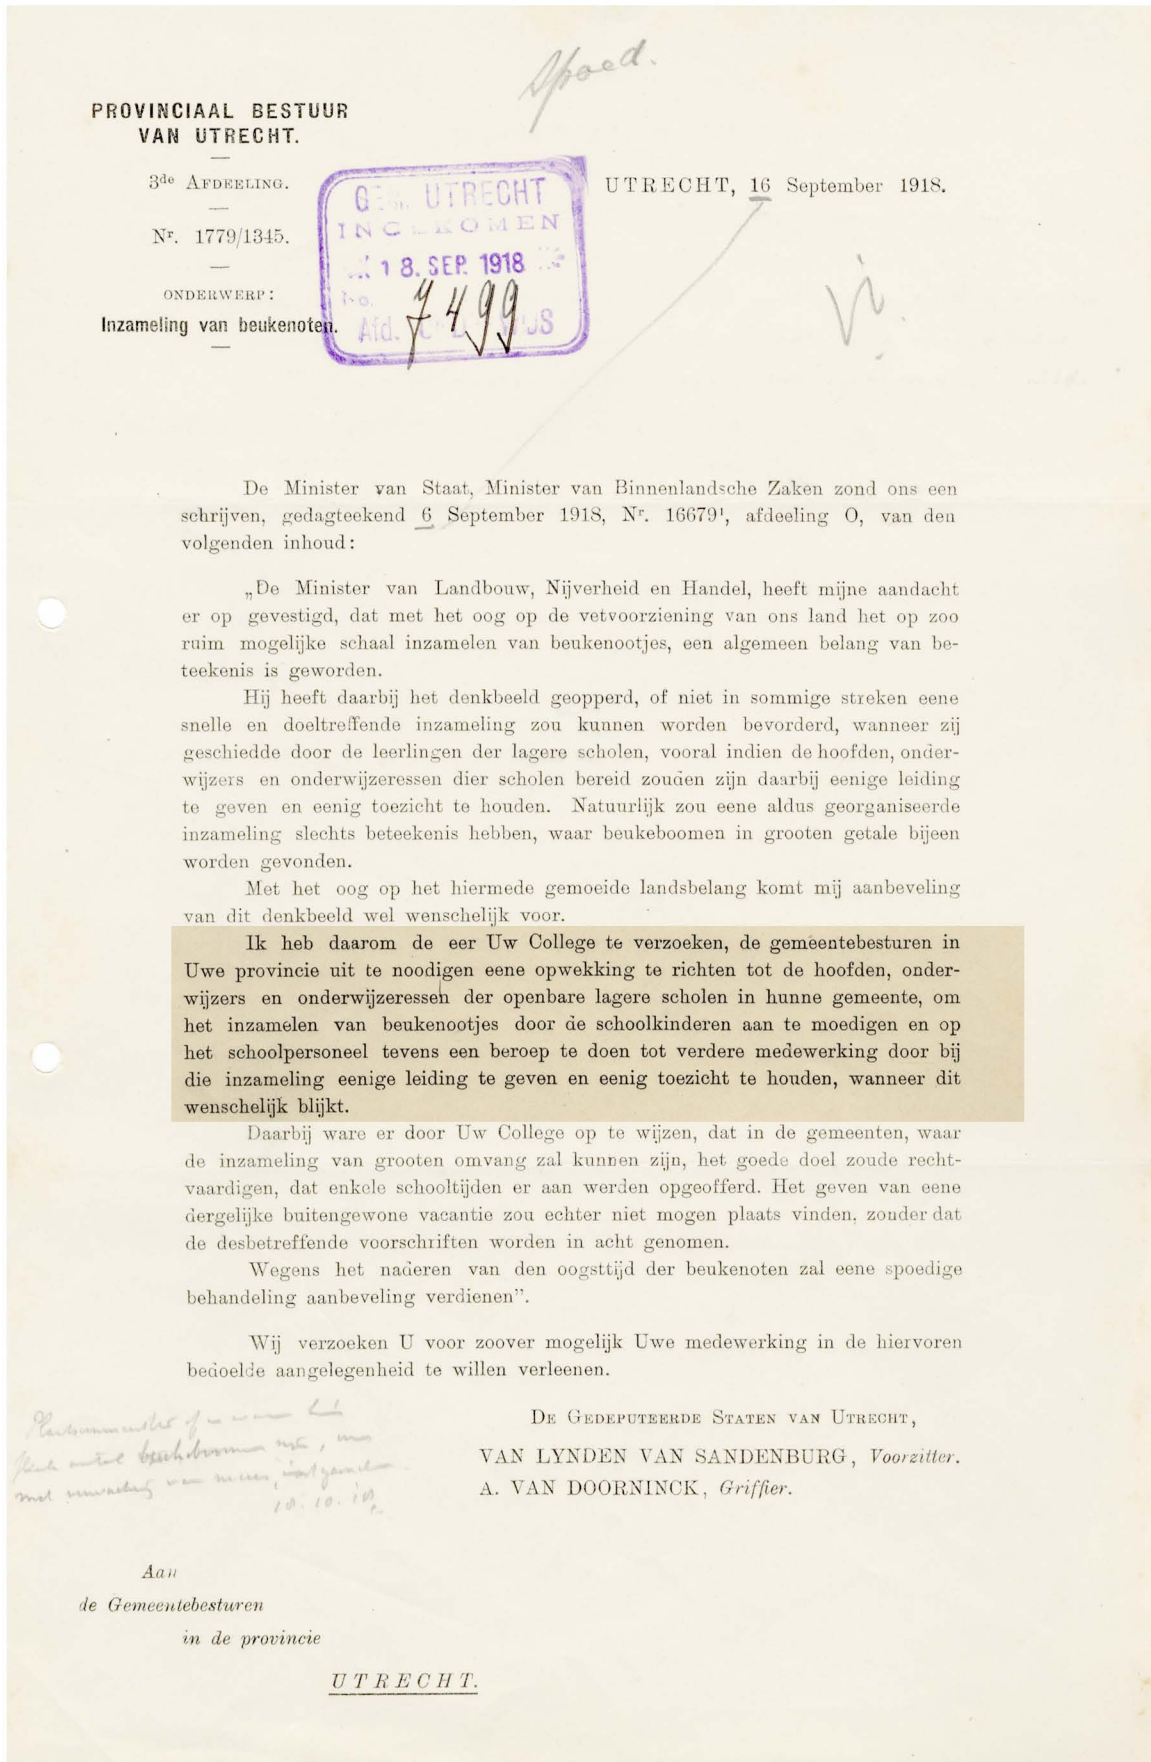 Spoed.
PROVINCIAAL BESTUUR
VAN UTRECHT.
3de AFDEELING.
Nr. 1779/1345.
ONDERWERP:
Inzameling van beukenoten.
UTRECHT
INGEKOMEN
18. SEP. 1918
No. 7499
Afd.
UTRECHT, 16 September 1918.
De Minister van Staat, Minister van Binnenlandsche Zaken zond ons een
schrijven, gedagteekend 6 September 1918, Nr. 16679¹, afdeeling O, van den
volgenden inhoud:
„De Minister van Landbouw, Nijverheid en Handel, heeft mijne aandacht
er op gevestigd, dat met het oog op de vetvoorziening van ons land het op zoo
ruim mogelijke schaal inzamelen van beukenootjes, een algemeen belang van be-
teekenis is geworden.
Hij heeft daarbij het denkbeeld geopperd, of niet in sommige streken eene
snelle en doeltreffende inzameling zou kunnen worden bevorderd, wanneer zij
geschiedde door de leerlingen der lagere scholen, vooral indien de hoofden, onder-
wijzers en onderwijzeressen dier scholen bereid zouden zijn daarbij eenige leiding
te geven en eenig toezicht te houden. Natuurlijk zou eene aldus georganiseerde
inzameling slechts beteekenis hebben, waar beukeboomen in grooten getale bijeen
worden gevonden.
Met het oog op het hiermede gemoeide landsbelang komt mij aanbeveling
van dit denkbeeld wel wenschelijk voor.
Ik heb daarom de eer Uw College te verzoeken, de gemeentebesturen in
Uwe provincie uit te noodigen eene opwekking te richten tot de hoofden, onder-
wijzers en onderwijzeressen der openbare lagere scholen in hunne gemeente, om
het inzamelen van beukenootjes door de schoolkinderen aan te moedigen en op
het schoolpersoneel tevens een beroep te doen tot verdere medewerking door bij
die inzameling eenige leiding te geven en eenig toezicht te houden, wanneer dit
wenschelijk blijkt.
Daarbij ware er door Uw College op te wijzen, dat in de gemeenten, waar
de inzameling van grooten omvang zal kunnen zijn, het goede doel zoude recht-
vaardigen, dat enkele schooltijden er aan werden opgeofferd. Het geven van eene
dergelijke buitengewone vacantie zou echter niet mogen plaats vinden, zonder dat
de desbetreffende voorschriften worden in acht genomen.
Wegens het naderen van den oogsttijd der beukenoten zal eene spoedige
behandeling aanbeveling verdienen”.
Wij verzoeken U voor zoover mogelijk Uwe medewerking in de hiervoren
bedoelde aangelegenheid te willen verleenen.
DE GEDEPUTEERDE STATEN VAN UTRECHT,
VAN LYNDEN VAN SANDENBURG, Voorzitter.
A. VAN DOORNINCK, Griffier.
18.10.18
Aan
de Gemeentebesturen
in de provincie
UTRECHT.